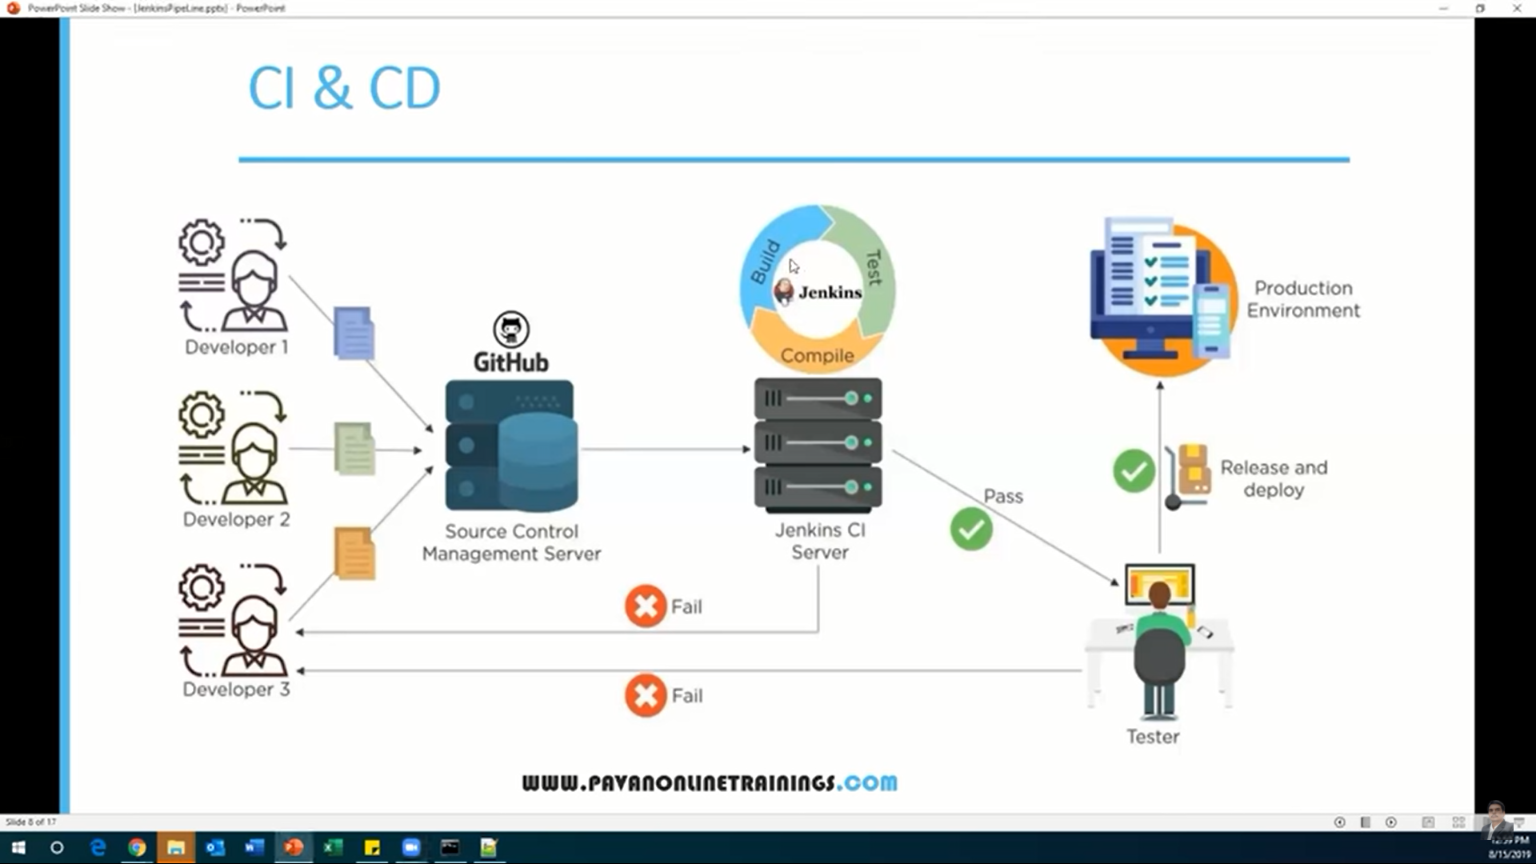 PowerPoint Slide Show - [JenkinsPipeLine.pptx] - PowerPoint
CI & CD
Developer 1
Developer 2
Developer 3
GitHub
Source Control
Management Server
Build
Test
Compile
Jenkins
Jenkins CI
Server
Pass
Fail
Fail
Production
Environment
Release and
deploy
Tester
WWW.PAVANONLINETRAININGS.COM
Slide 8 of 17
12:59 PM
8/15/2019